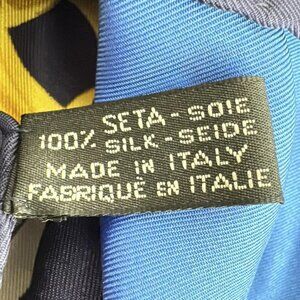 SETA - SOIE
100% SILK - SEIDE
MADE IN ITALY
FABRIQUE EN ITALIE